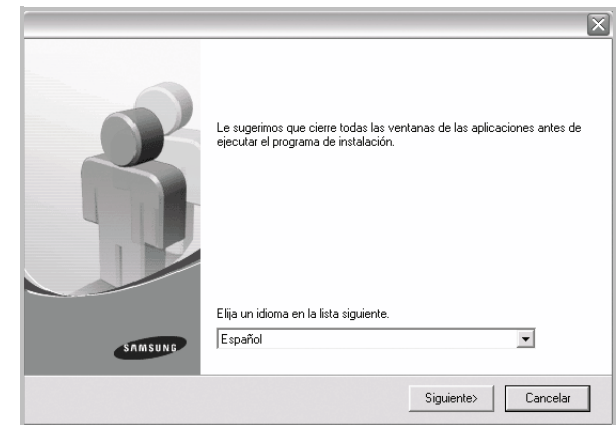 Le sugerimos que cierre todas las ventanas de las aplicaciones antes de
ejecutar el programa de instalación.
Elija un idioma en la lista siguiente.
Español
SAMSUNG
Siguiente>
Cancelar